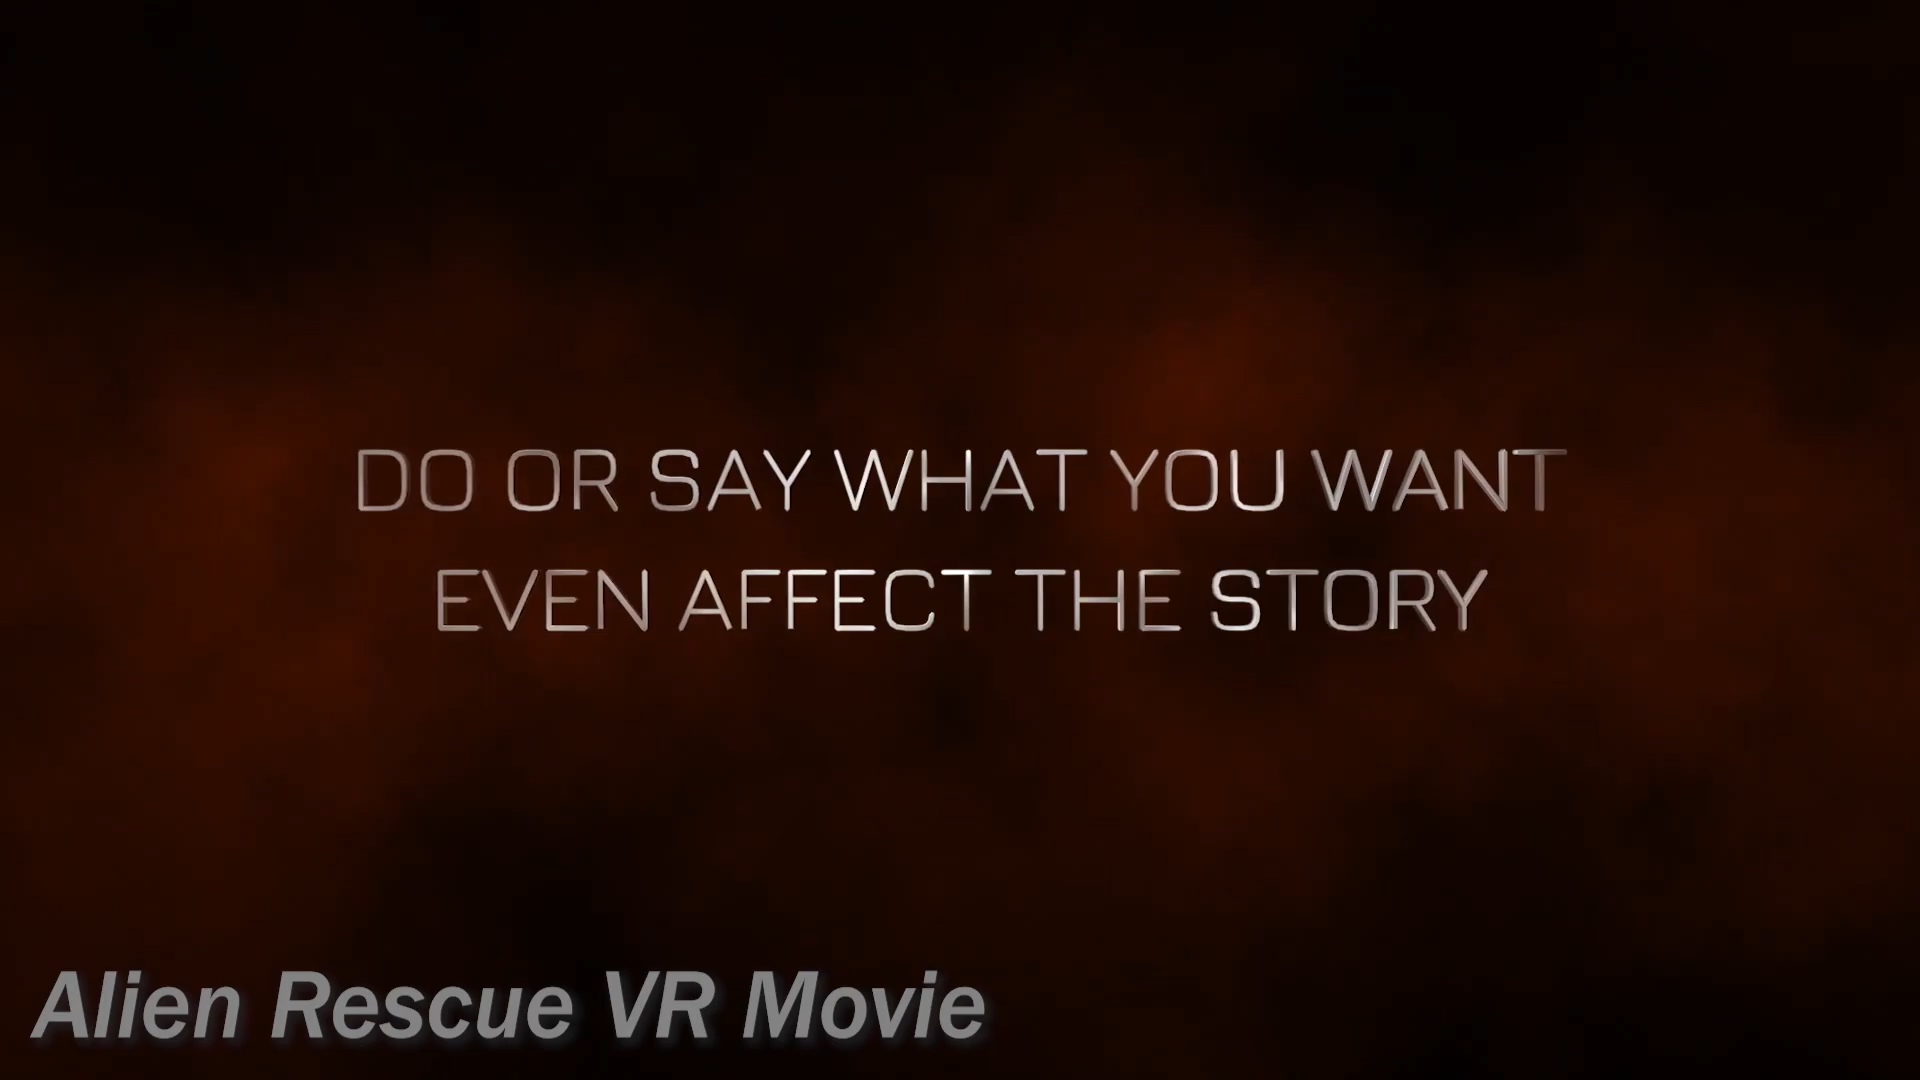 DO OR SAY WHAT YOU WANT
EVEN AFFECT THE STORY
Alien Rescue VR Movie